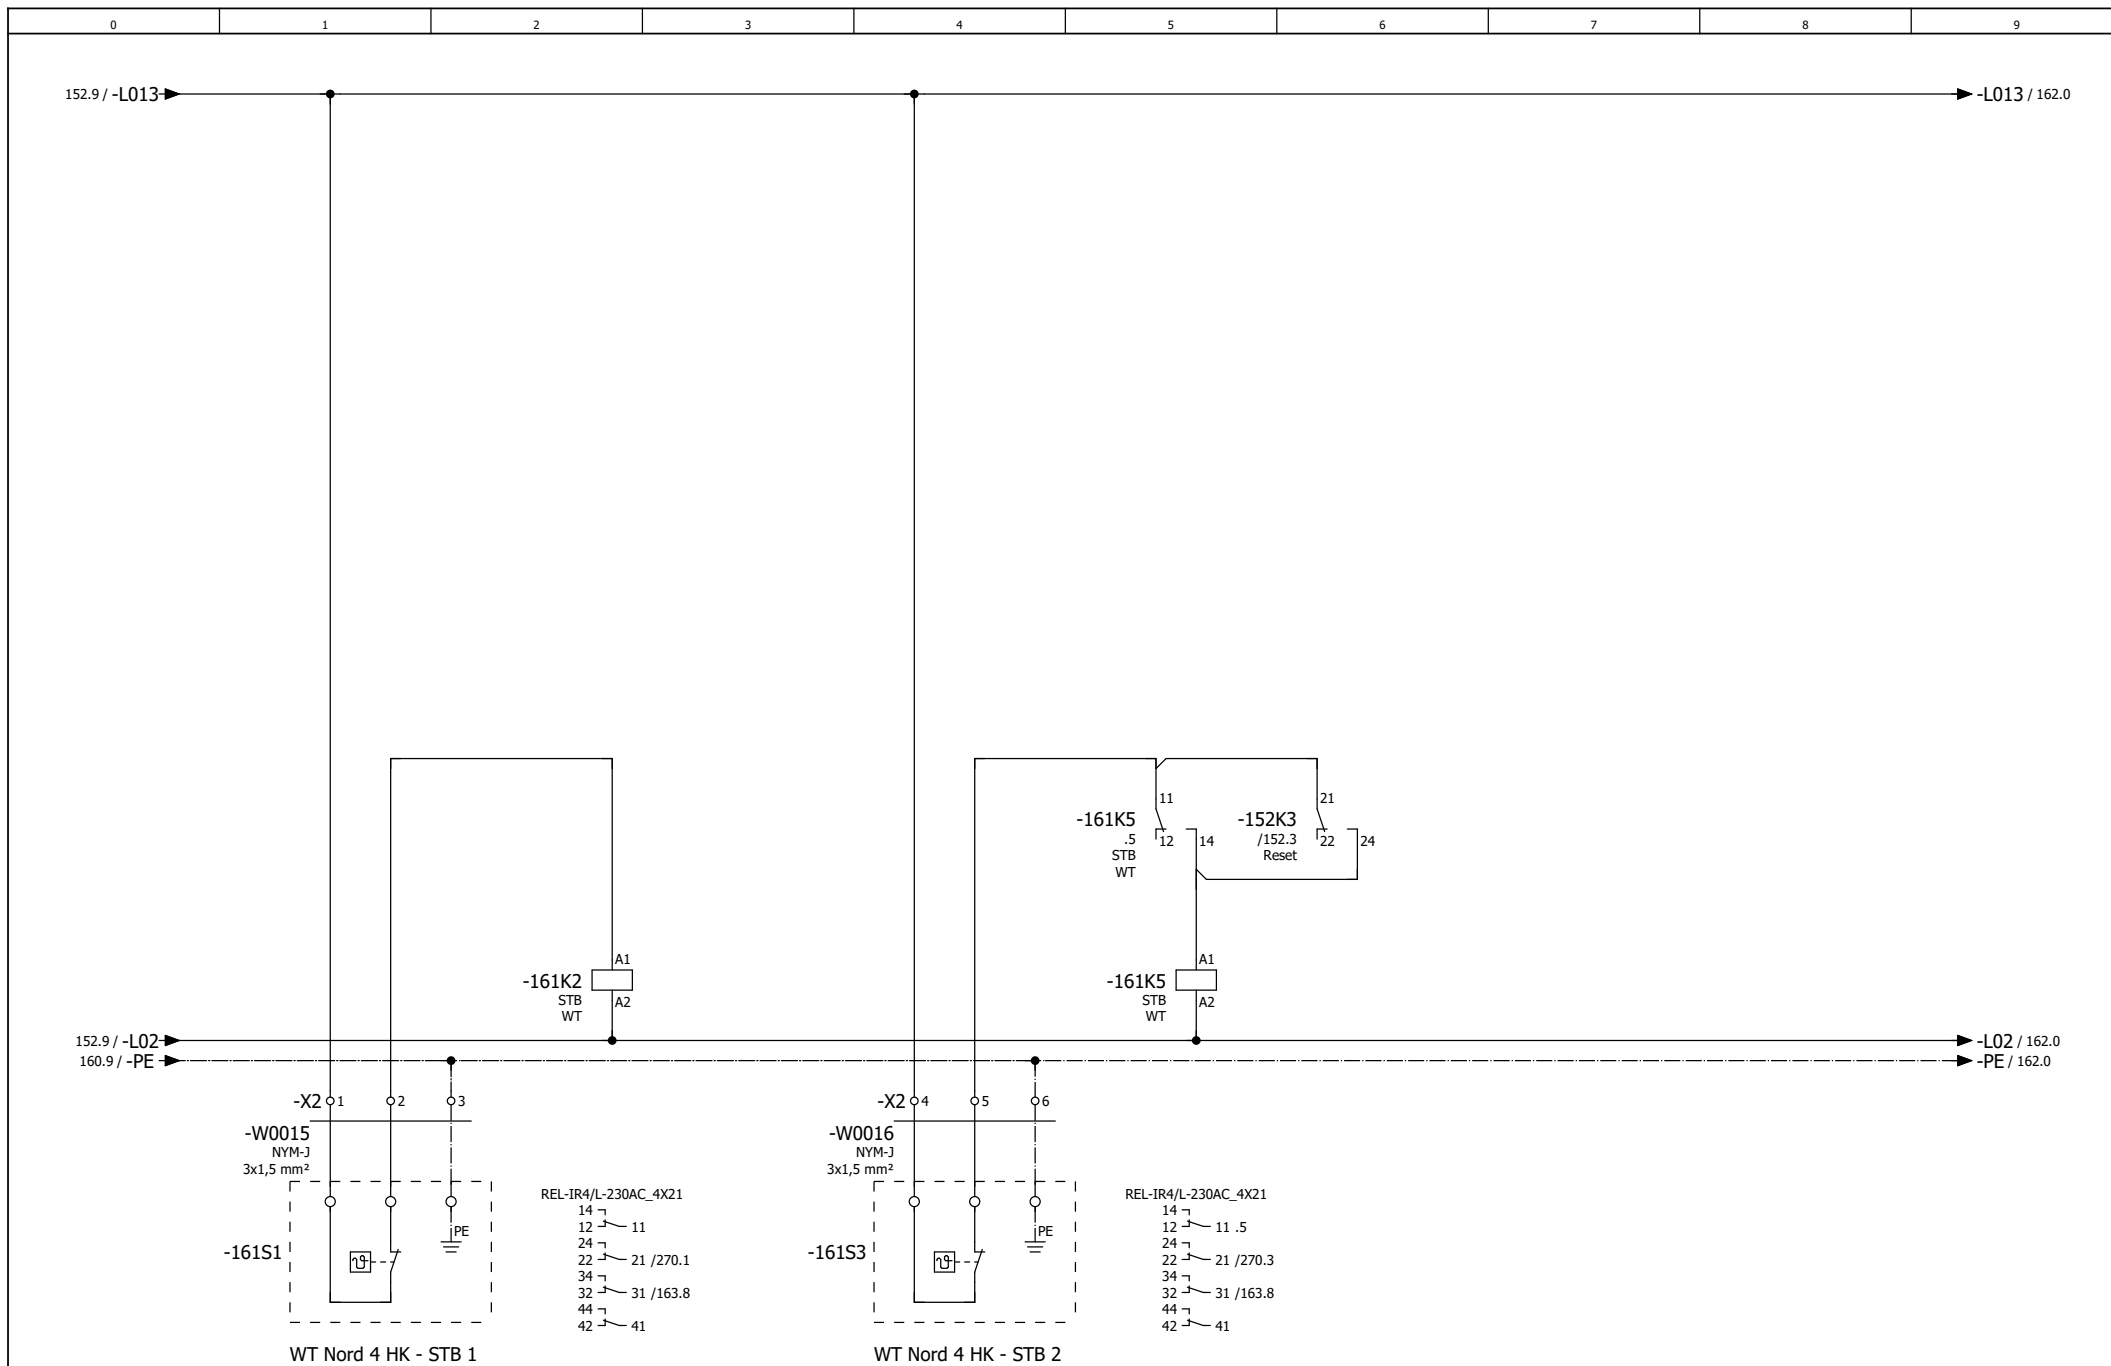 0 1 2 3 4 5 6 7 8 9
152.9 / -L013
-L013 / 162.0
11
21
-161K5
.5
STB
WT
12
14
-152K3
/152.3
Reset
22
24
A1
-161K2
STB
WT
A2
A1
-161K5
STB
WT
A2
152.9 / -L02
-L02 / 162.0
160.9 / -PE
-PE / 162.0
-X2 1 2 3
-X2 4 5 6
-W0015
NYM-J
3x1,5 mm²
-W0016
NYM-J
3x1,5 mm²
PE
-161S1
REL-IR4/L-230AC_4X21
14
12 11
24
22 21 /270.1
34
32 31 /163.8
44
42 41
PE
-161S3
REL-IR4/L-230AC_4X21
14
12 11 .5
24
22 21 /270.3
34
32 31 /163.8
44
42 41
WT Nord 4 HK - STB 1
WT Nord 4 HK - STB 2